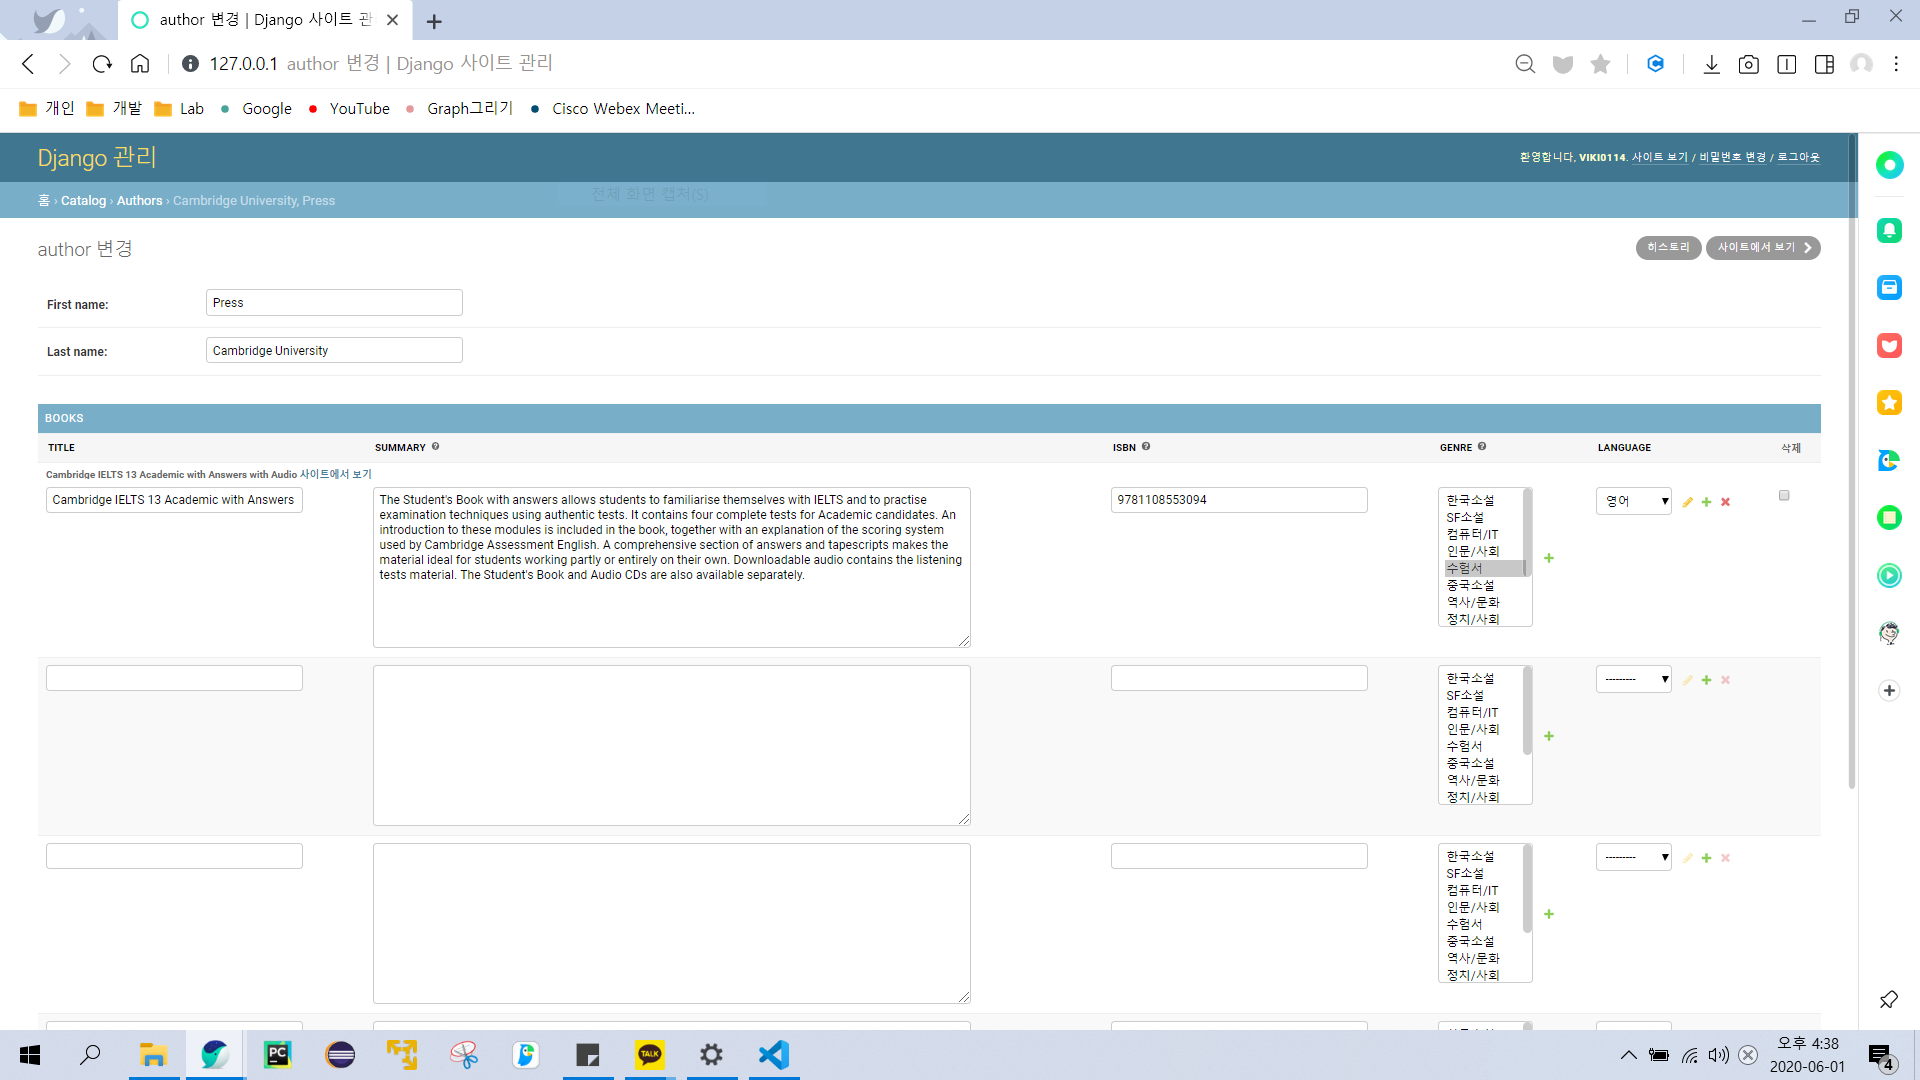 author 변경 | Django 사이트 관
127.0.0.1 author 변경 | Django 사이트 관리
개인 개발 Lab Google YouTube Graph그리기 Cisco Webex Meeti...
Django 관리
환영합니다, VIKI0114. 사이트 보기 / 비밀번호 변경 / 로그아웃
홈 › Catalog › Authors › Cambridge University, Press
전체 화면 캡처(S)
author 변경
히스토리 사이트에서 보기
First name: Press
Last name: Cambridge University
BOOKS
TITLE SUMMARY ISBN GENRE LANGUAGE 삭제
Cambridge IELTS 13 Academic with Answers with Audio 사이트에서 보기
Cambridge IELTS 13 Academic with Answers
The Student's Book with answers allows students to familiarise themselves with IELTS and to practise
examination techniques using authentic tests. It contains four complete tests for Academic candidates. An
introduction to these modules is included in the book, together with an explanation of the scoring system
used by Cambridge Assessment English. A comprehensive section of answers and tapescripts makes the
material ideal for students working partly or entirely on their own. Downloadable audio contains the listening
tests material. The Student's Book and Audio CDs are also available separately.
9781108553094
한국소설
SF소설
컴퓨터/IT
인문/사회
수험서
중국소설
역사/문화
정치/사회
영어
한국소설
SF소설
컴퓨터/IT
인문/사회
수험서
중국소설
역사/문화
정치/사회
---------
한국소설
SF소설
컴퓨터/IT
인문/사회
수험서
중국소설
역사/문화
정치/사회
---------
PC
TALK
오후 4:38
2020-06-01
4